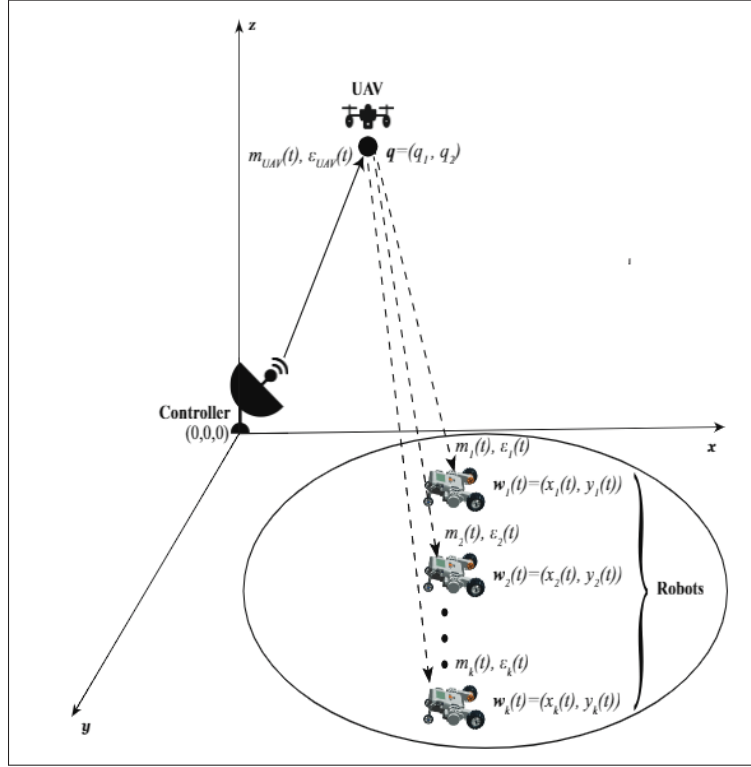 z
UAV
m_UAV(t), ε_UAV(t)
q=(q_1, q_2)
Controller
(0,0,0)
x
m_1(t), ε_1(t)
w_1(t)=(x_1(t), y_1(t))
m_2(t), ε_2(t)
w_2(t)=(x_2(t), y_2(t))
Robots
m_k(t), ε_k(t)
w_k(t)=(x_k(t), y_k(t))
y